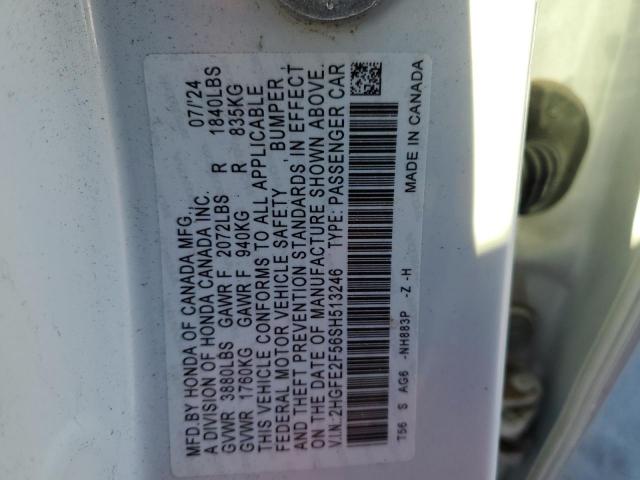 MFD.BY HONDA OF CANADA MFG., 07/'24
A DIVISION OF HONDA CANADA INC.
GVWR 3880LBS GAWR F 2072LBS R 1840LBS
GVWR 1760KG GAWR F 940KG R 835KG
THIS VEHICLE CONFORMS TO ALL APPLICABLE
FEDERAL MOTOR VEHICLE SAFETY , BUMPER ,
AND THEFT PREVENTION STANDARDS IN EFFECT
ON THE DATE OF MANUFACTURE SHOWN ABOVE.
V.I.N.:2HGFE2F56SH513246 TYPE: PASSENGER CAR
T56 S AG6 -NH883P -Z -H
MADE IN CANADA